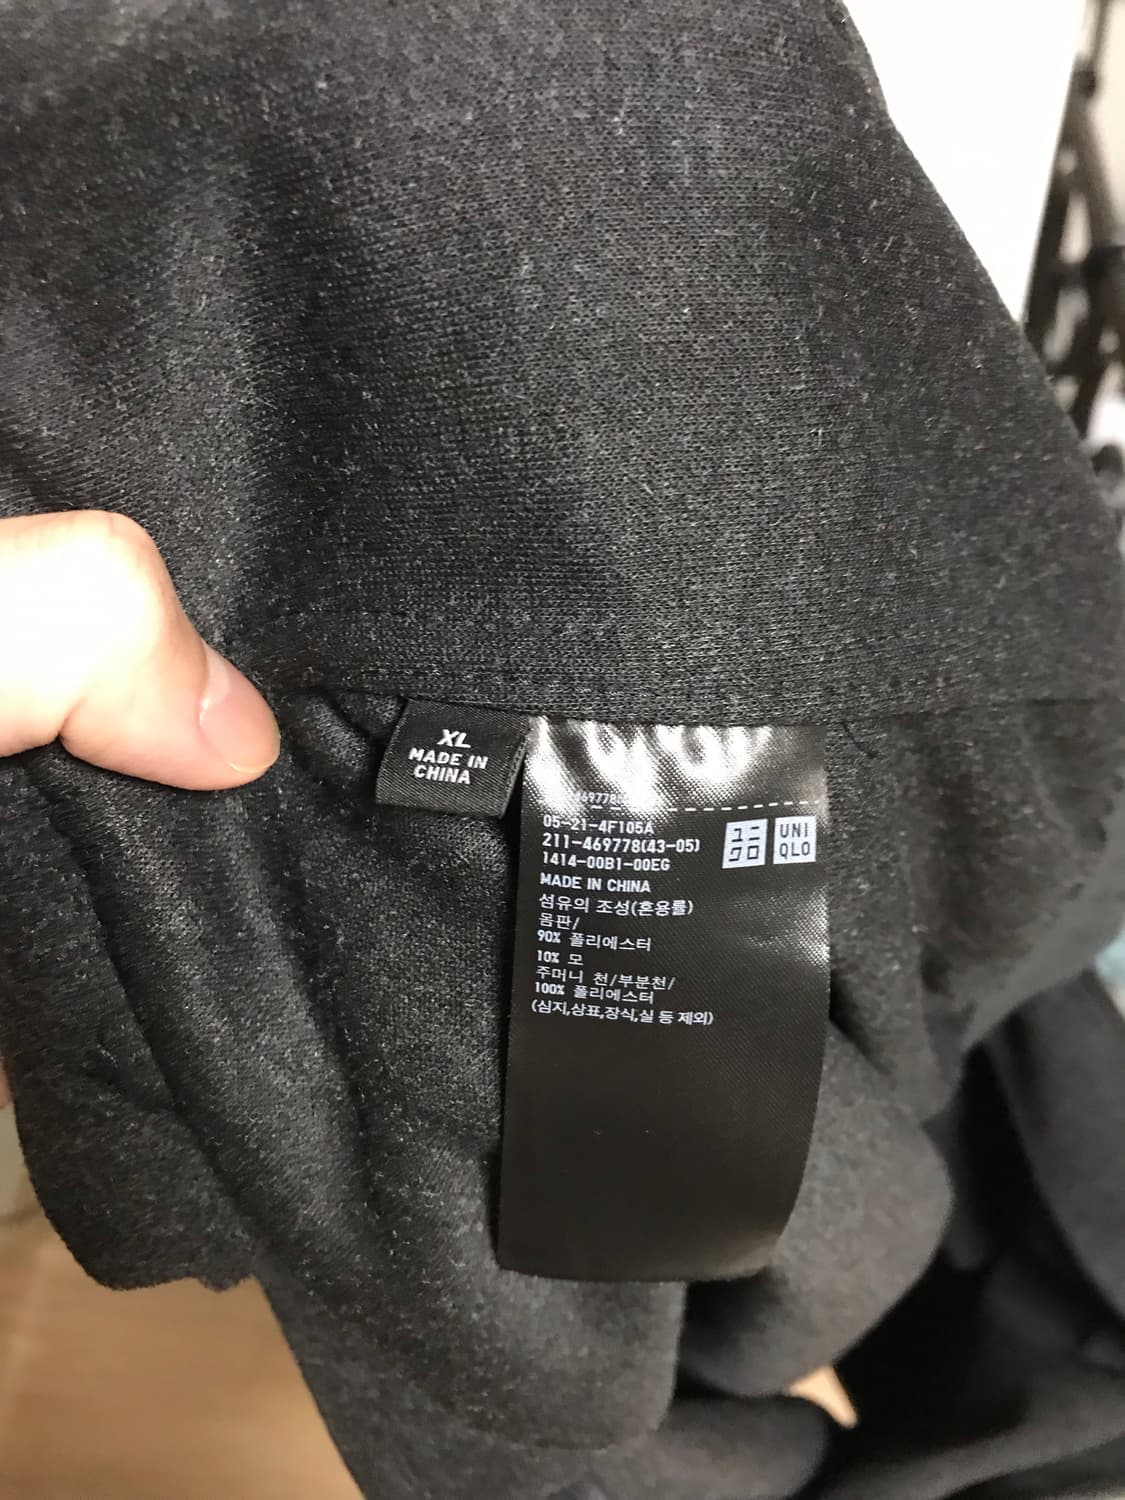 XL
MADE IN
CHINA
05-21-4F105A
211-469778(43-05)
1414-00B1-00EG
MADE IN CHINA
섬유의 조성(혼용률)
몸판/
90% 폴리에스터
10% 모
주머니 천/부분천/
100% 폴리에스터
(심지,상표,장식,실 등 제외)
ユニ
クロ
UNI
QLO